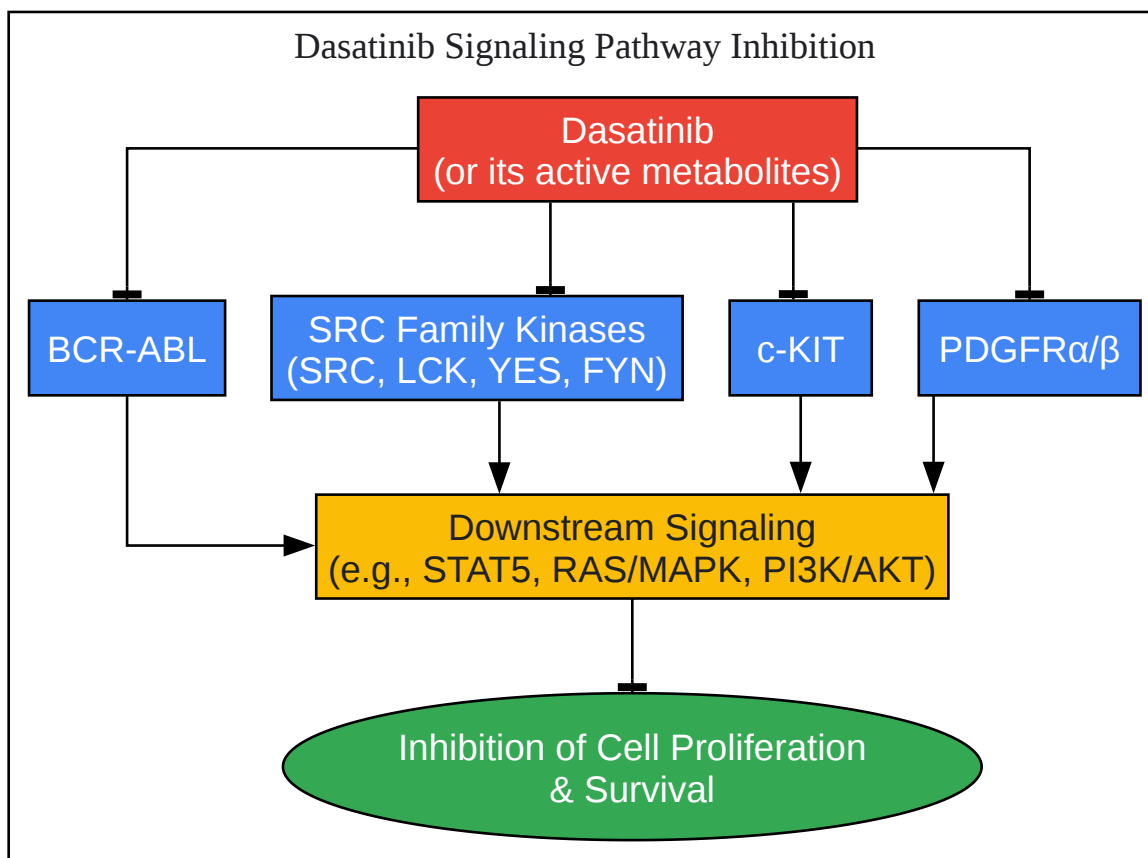 Dasatinib Signaling Pathway Inhibition
Dasatinib
(or its active metabolites)
BCR-ABL
SRC Family Kinases
(SRC, LCK, YES, FYN)
c-KIT
PDGFRα/β
Downstream Signaling
(e.g., STAT5, RAS/MAPK, PI3K/AKT)
Inhibition of Cell Proliferation
& Survival